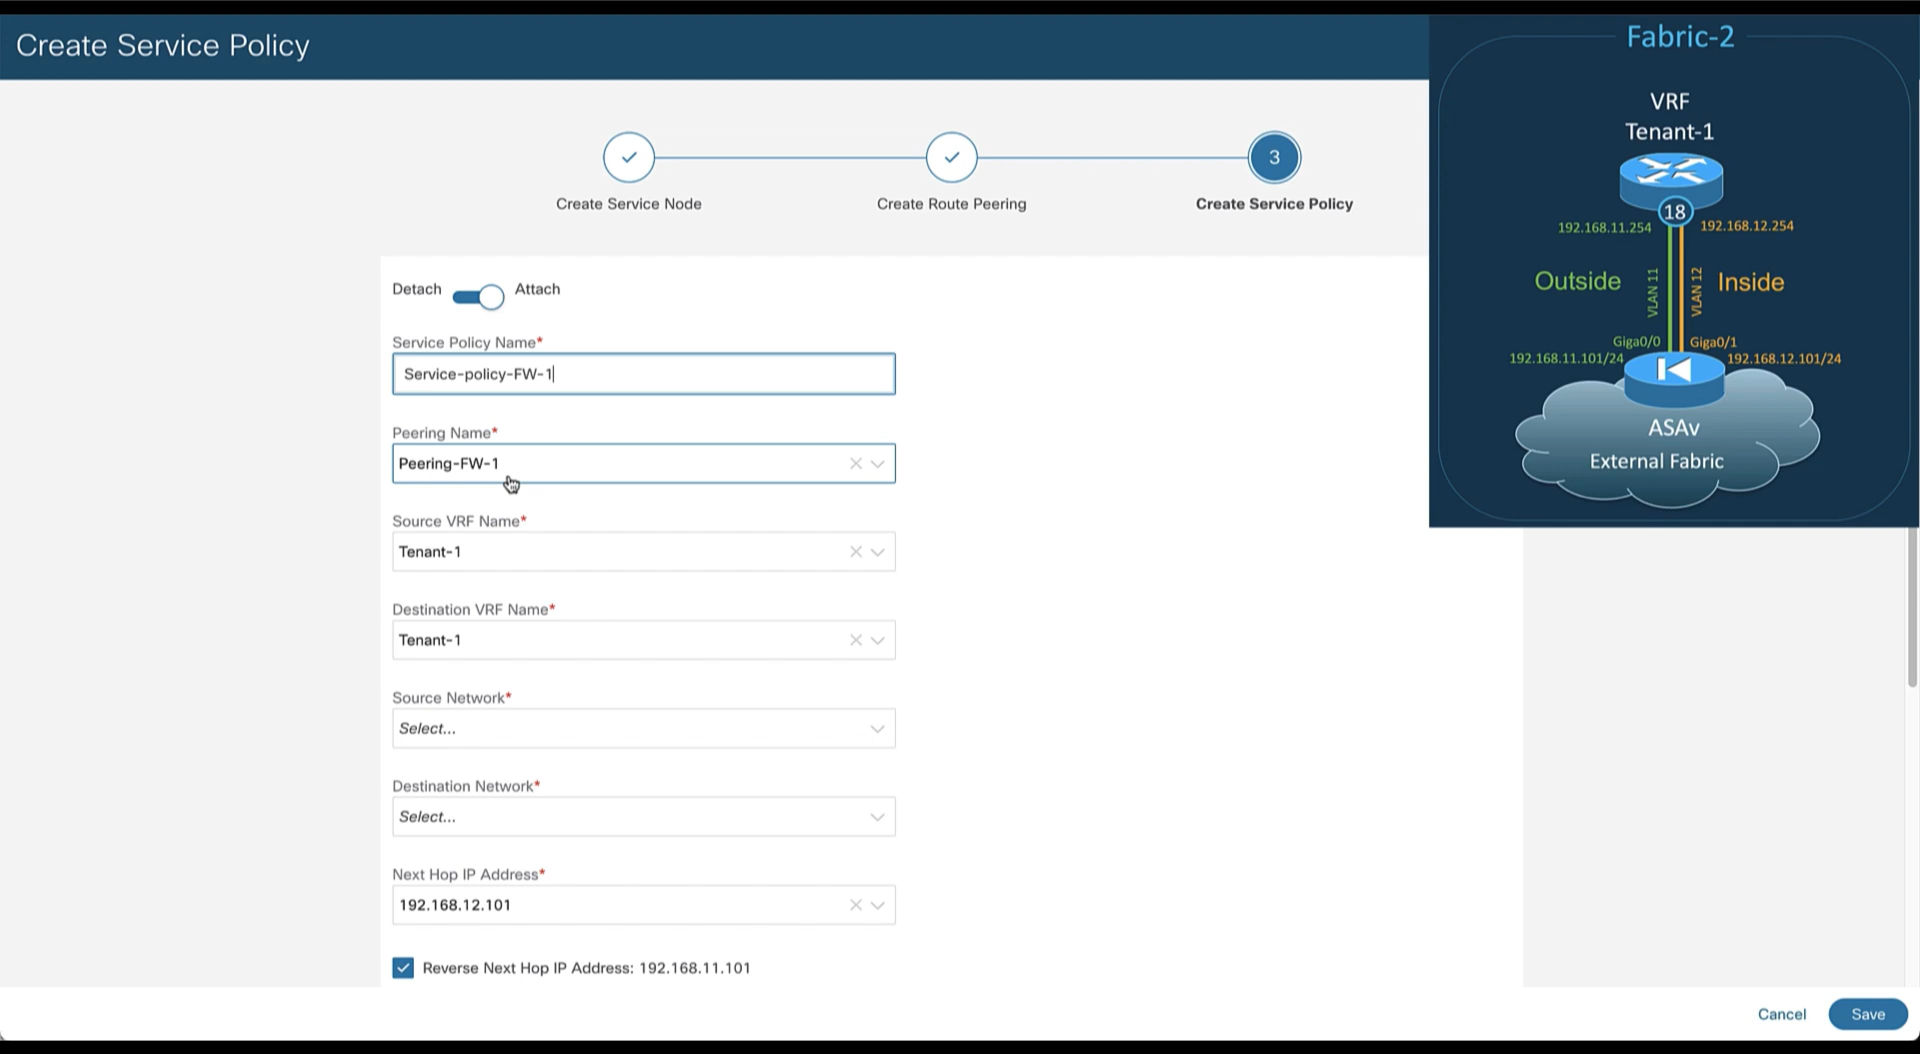 Create Service Policy
3
Create Service Node
Create Route Peering
Create Service Policy
Detach
Attach
Service Policy Name*
Service-policy-FW-1
Peering Name*
Peering-FW-1
Source VRF Name*
Tenant-1
Destination VRF Name*
Tenant-1
Source Network*
Select...
Destination Network*
Select...
Next Hop IP Address*
192.168.12.101
Reverse Next Hop IP Address: 192.168.11.101
Cancel
Save
Fabric-2
VRF
Tenant-1
18
192.168.11.254
192.168.12.254
Outside
VLAN 11
VLAN 12
Inside
Giga0/0
Giga0/1
192.168.11.101/24
192.168.12.101/24
ASAv
External Fabric